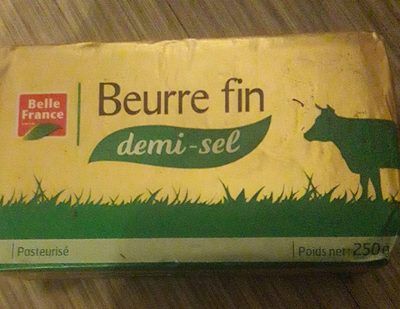 Belle
France
Beurre fin
demi-sel
Pasteurisé
Poids net: 250g